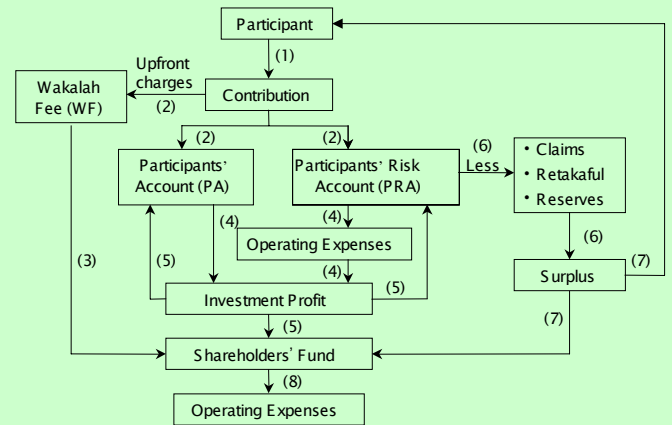 Participant
(1)
Upfront
charges
(2)
Wakalah
Fee (WF)
Contribution
(2)
(2)
Participants' 
Account (PA)
Participants' Risk
Account (PRA)
(6)
Less
• Claims
• Retakaful
• Reserves
(4)
(4)
Operating Expenses
(6)
(3)
(5)
(4)
(5)
(7)
Surplus
Investment Profit
(5)
(7)
Shareholders' Fund
(8)
Operating Expenses